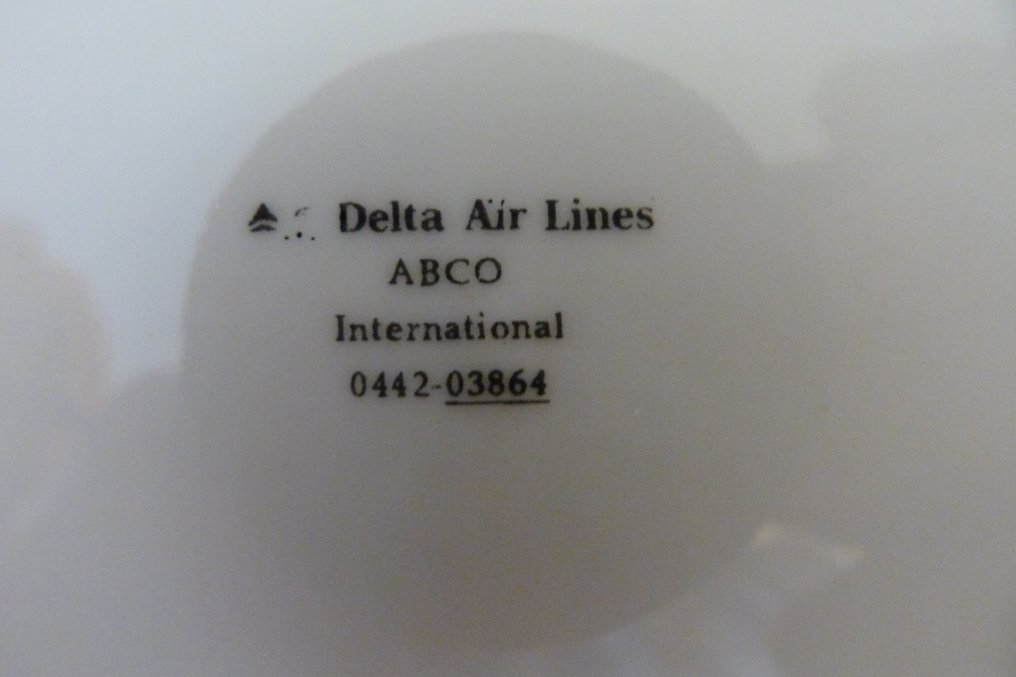 Delta Air Lines
ABCO
International
0442-03864